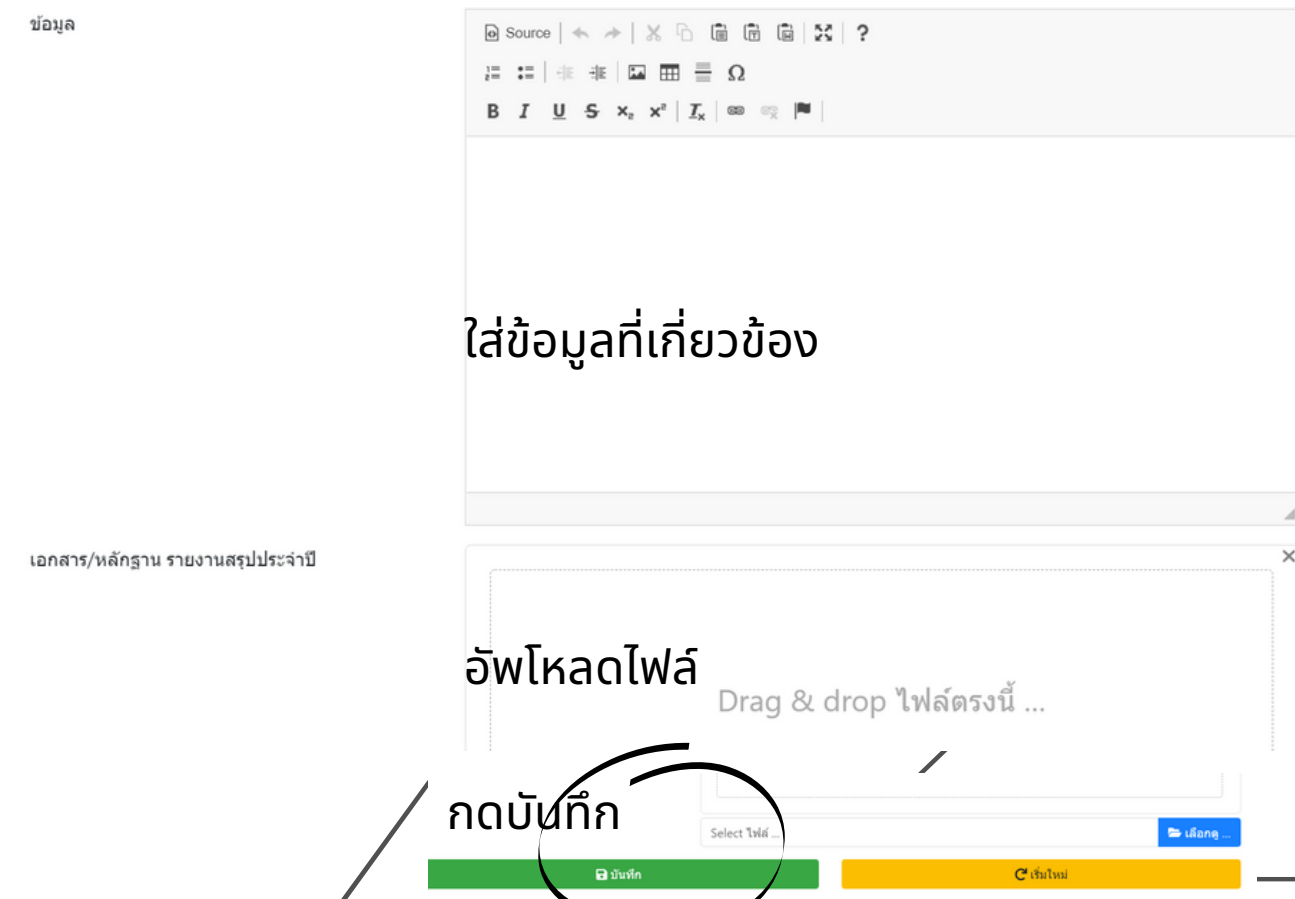 ข้อมูล
Source
ใส่ข้อมูลที่เกี่ยวข้อง
เอกสาร/หลักฐาน รายงานสรุปประจำปี
อัพโหลดไฟล์
Drag & drop ไฟล์ตรงนี้ ...
กดบันทึก
Select ไฟล์ ...
เลือกดู ...
บันทึก
เริ่มใหม่